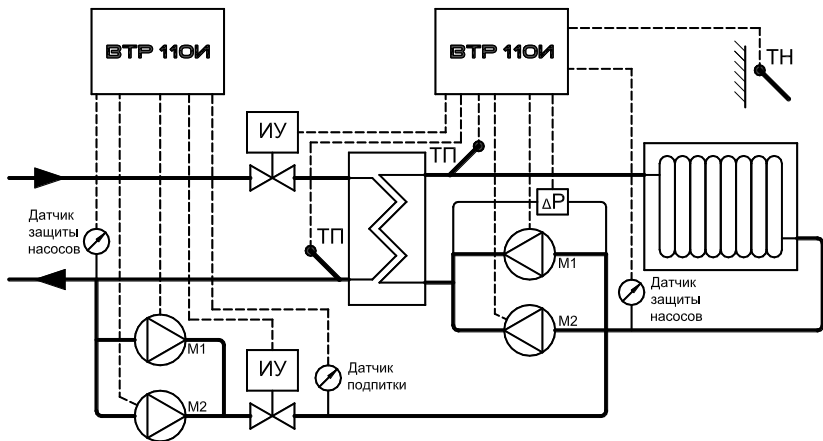 ВТР 110И
ВТР 110И
ТН
ИУ
ТП
ΔP
Датчик
защиты
насосов
ТП
М1
Датчик
защиты
насосов
М2
М1
ИУ
Датчик
подпитки
М2